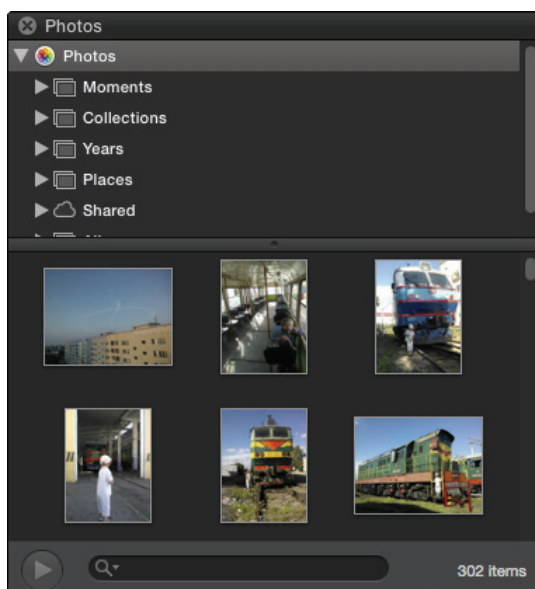 Photos
Photos
Moments
Collections
Years
Places
Shared
302 items